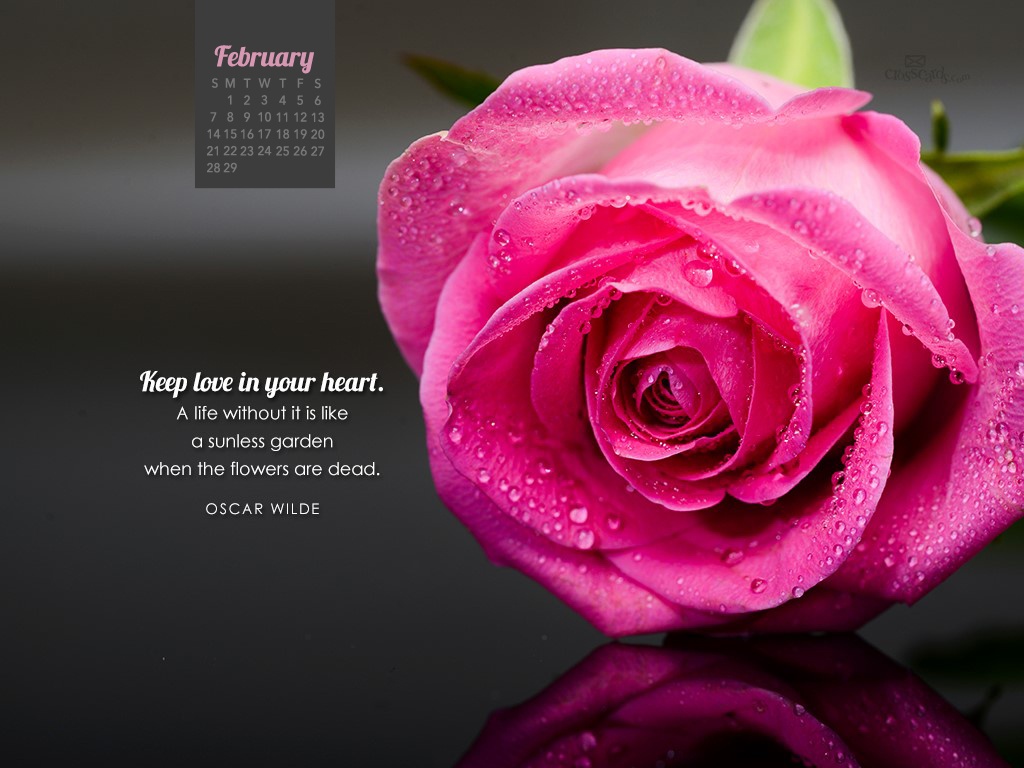 February
S M T W T F S
1 2 3 4 5 6
7 8 9 10 11 12 13
14 15 16 17 18 19 20
21 22 23 24 25 26 27
28 29
Keep love in your heart.
A life without it is like
a sunless garden
when the flowers are dead.
OSCAR WILDE